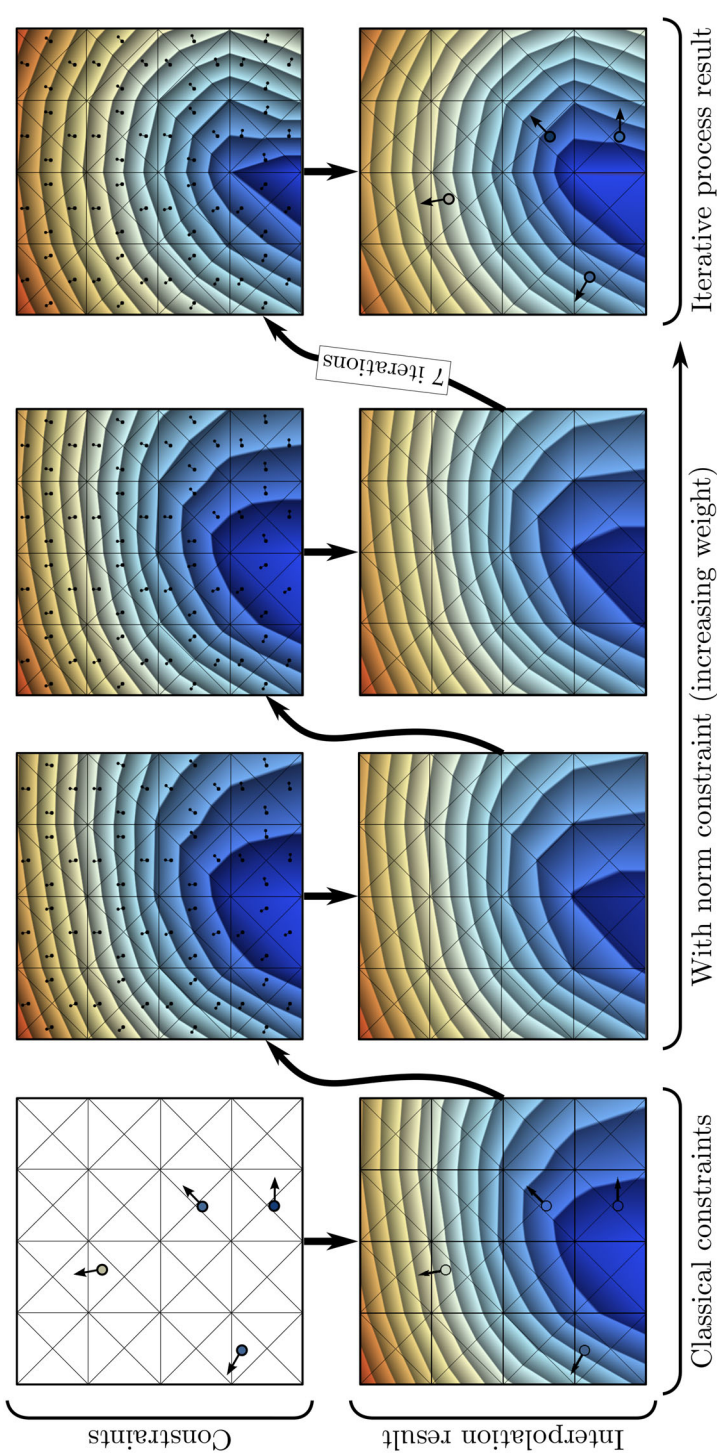 Constraints
Interpolation result
Classical constraints
With norm constraint (increasing weight)
7 iterations
Iterative process result